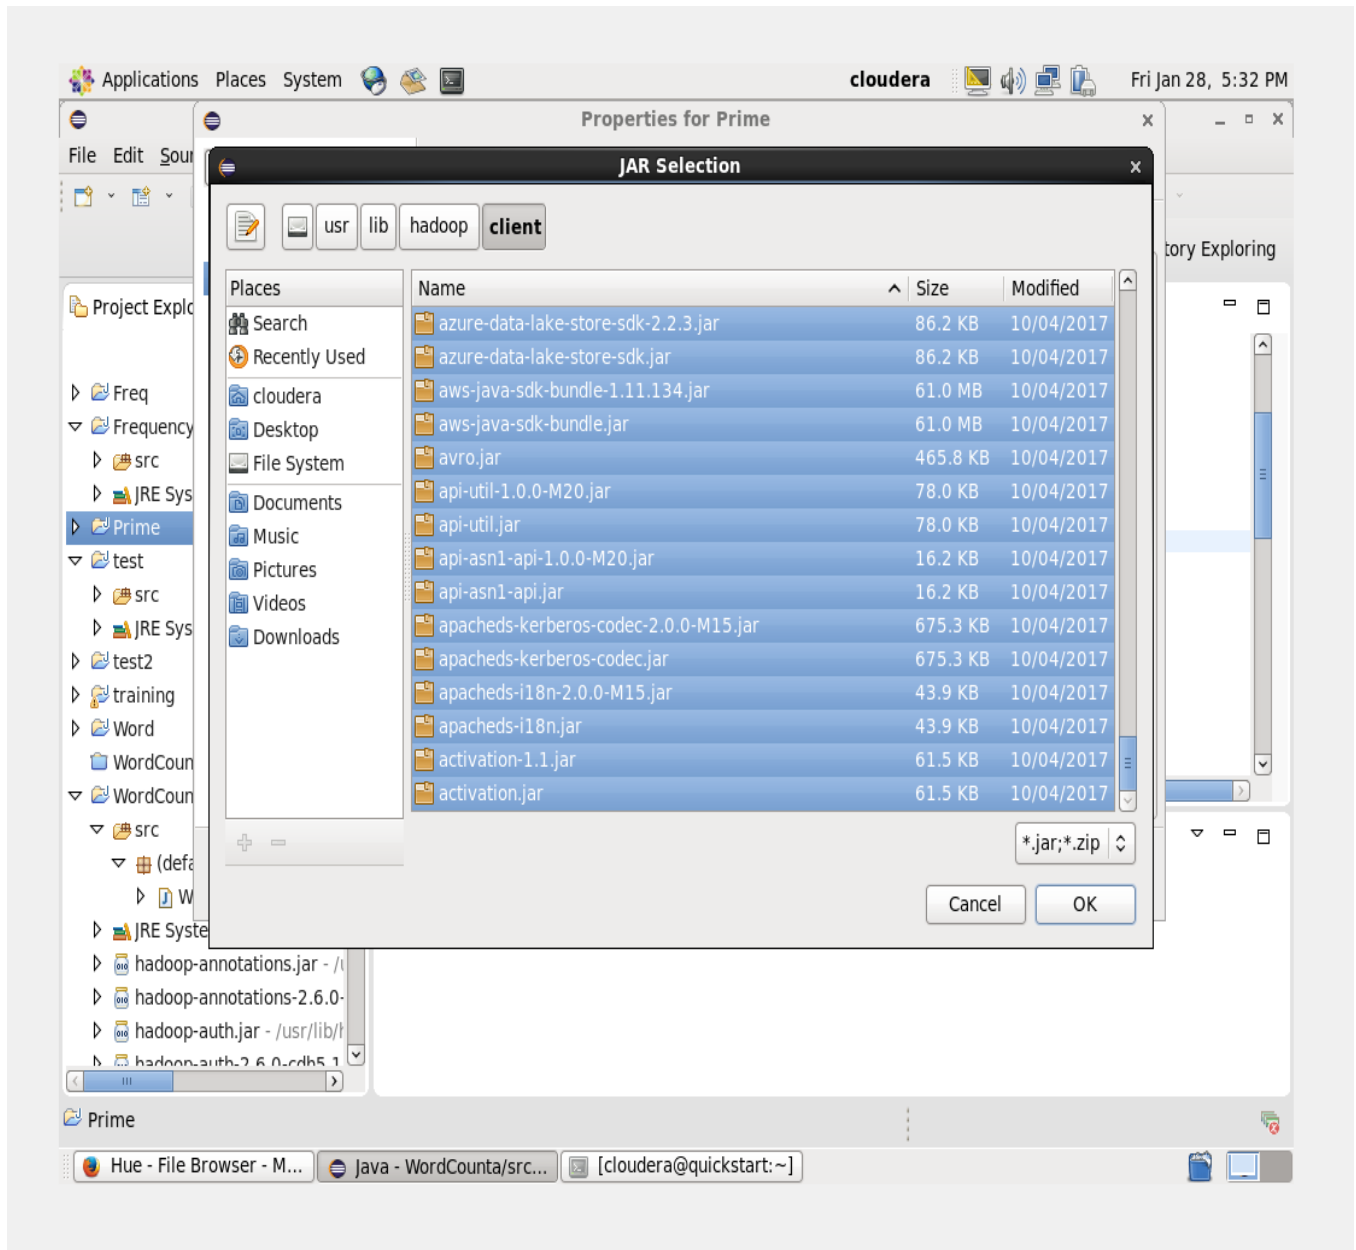 Applications Places System cloudera Fri Jan 28, 5:32 PM
Properties for Prime
File Edit Sour
JAR Selection
usr lib hadoop client
tory Exploring
Project Explo
Places Name Size Modified
Search azure-data-lake-store-sdk-2.2.3.jar 86.2 KB 10/04/2017
Recently Used azure-data-lake-store-sdk.jar 86.2 KB 10/04/2017
Freq cloudera aws-java-sdk-bundle-1.11.134.jar 61.0 MB 10/04/2017
Frequency Desktop aws-java-sdk-bundle.jar 61.0 MB 10/04/2017
src File System avro.jar 465.8 KB 10/04/2017
JRE Sys Documents api-util-1.0.0-M20.jar 78.0 KB 10/04/2017
Prime Music api-util.jar 78.0 KB 10/04/2017
test Pictures api-asn1-api-1.0.0-M20.jar 16.2 KB 10/04/2017
src Videos api-asn1-api.jar 16.2 KB 10/04/2017
JRE Sys Downloads apacheds-kerberos-codec-2.0.0-M15.jar 675.3 KB 10/04/2017
test2 apacheds-kerberos-codec.jar 675.3 KB 10/04/2017
training apacheds-i18n-2.0.0-M15.jar 43.9 KB 10/04/2017
Word apacheds-i18n.jar 43.9 KB 10/04/2017
WordCoun activation-1.1.jar 61.5 KB 10/04/2017
WordCoun activation.jar 61.5 KB 10/04/2017
src *.jar;*.zip
(defa
W Cancel OK
JRE Syste
hadoop-annotations.jar - /u
hadoop-annotations-2.6.0-
hadoop-auth.jar - /usr/lib/h
hadoop-auth-2.6.0-cdh5.1
Prime
Hue - File Browser - M... Java - WordCounta/src... [cloudera@quickstart:~]